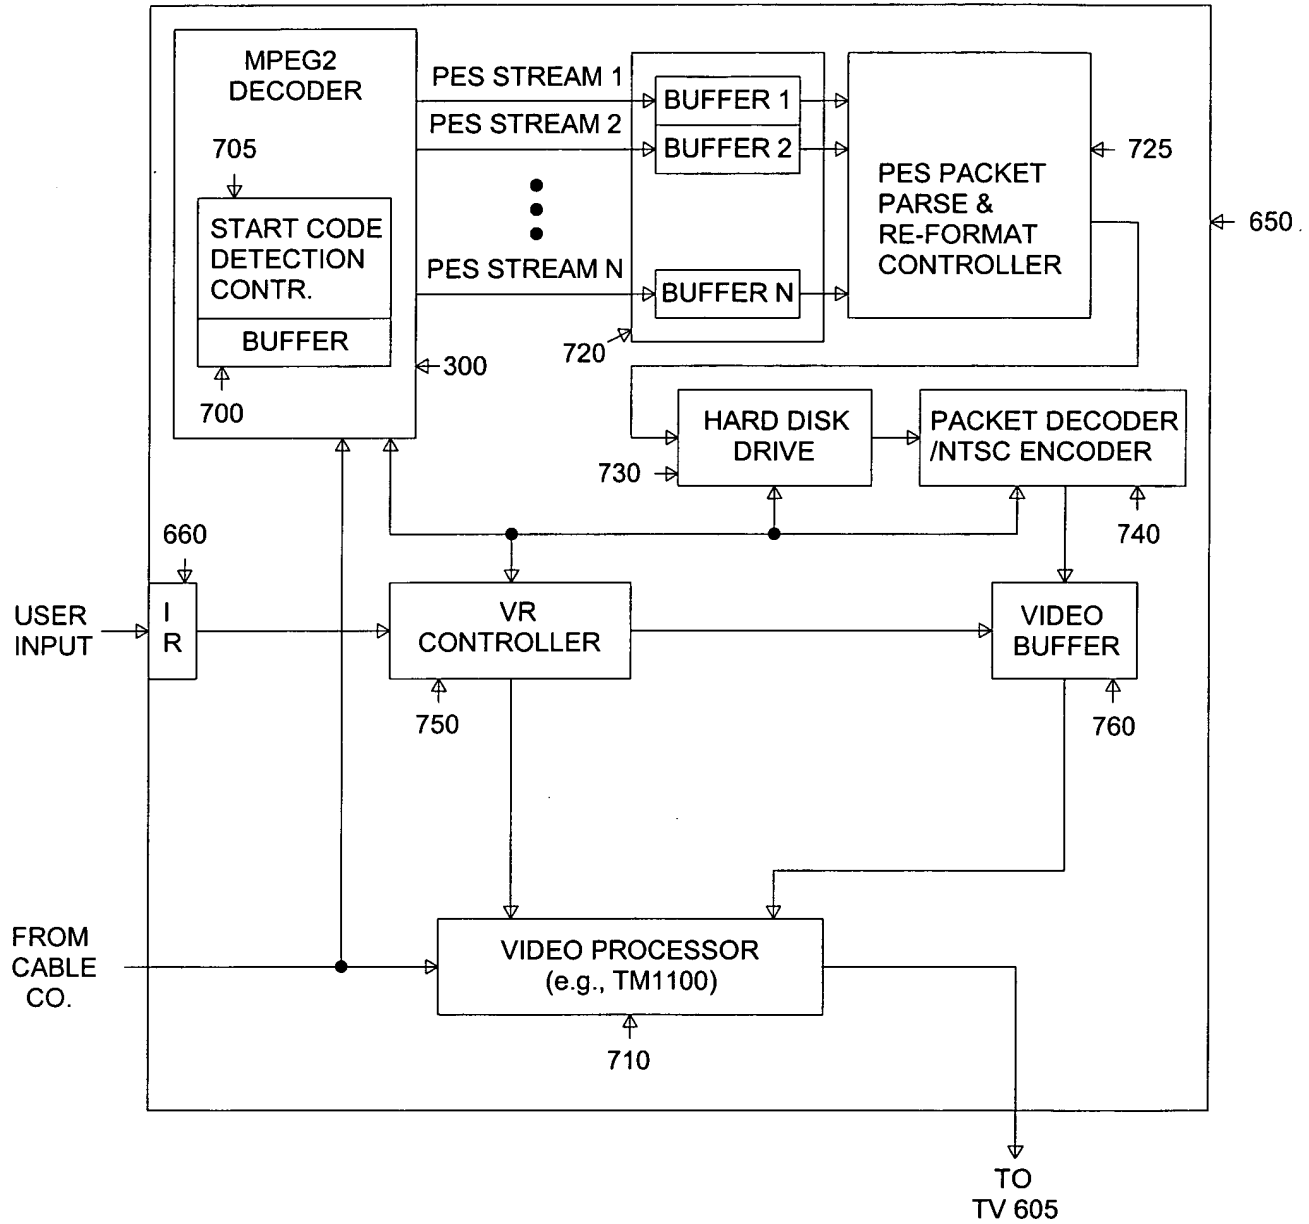 MPEG2
DECODER
705
START CODE
DETECTION
CONTR.
BUFFER
700
300
PES STREAM 1
PES STREAM 2
PES STREAM N
BUFFER 1
BUFFER 2
BUFFER N
720
PES PACKET
PARSE &
RE-FORMAT
CONTROLLER
725
650
HARD DISK
DRIVE
730
PACKET DECODER
/NTSC ENCODER
740
660
USER
INPUT
I
R
VR
CONTROLLER
750
VIDEO
BUFFER
760
FROM
CABLE
CO.
VIDEO PROCESSOR
(e.g., TM1100)
710
TO
TV 605